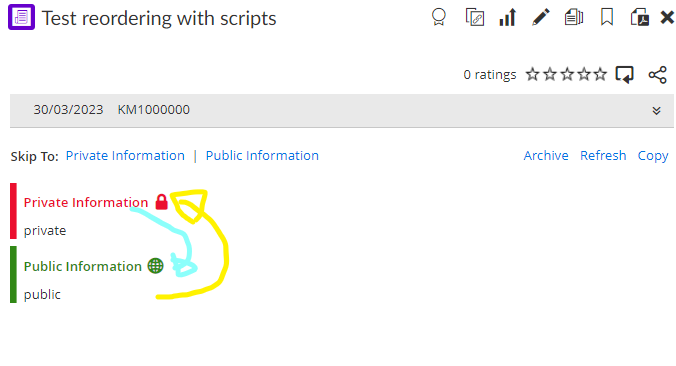 Test reordering with scripts
0 ratings
30/03/2023 KM1000000
Skip To: Private Information | Public Information Archive Refresh Copy
Private Information
private
Public Information
public